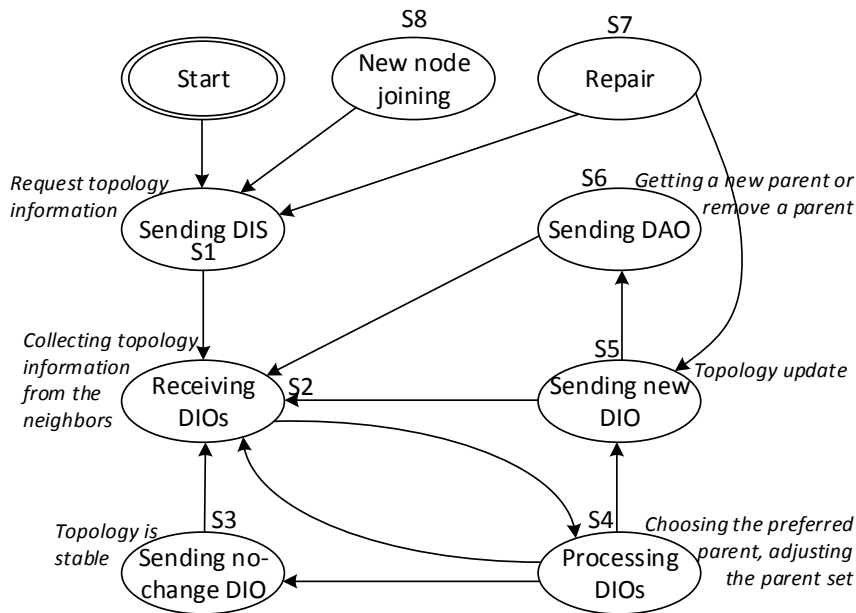 S8
S7
Start
New node
joining
Repair
Request topology
information
S6
Getting a new parent or
remove a parent
Sending DIS
S1
Sending DAO
Collecting topology
information
from the
neighbors
S5
Receiving
DIOs
S2
Sending new
DIO
Topology update
Topology is
stable
S3
S4
Choosing the preferred
parent, adjusting
the parent set
Sending no-
change DIO
Processing
DIOs